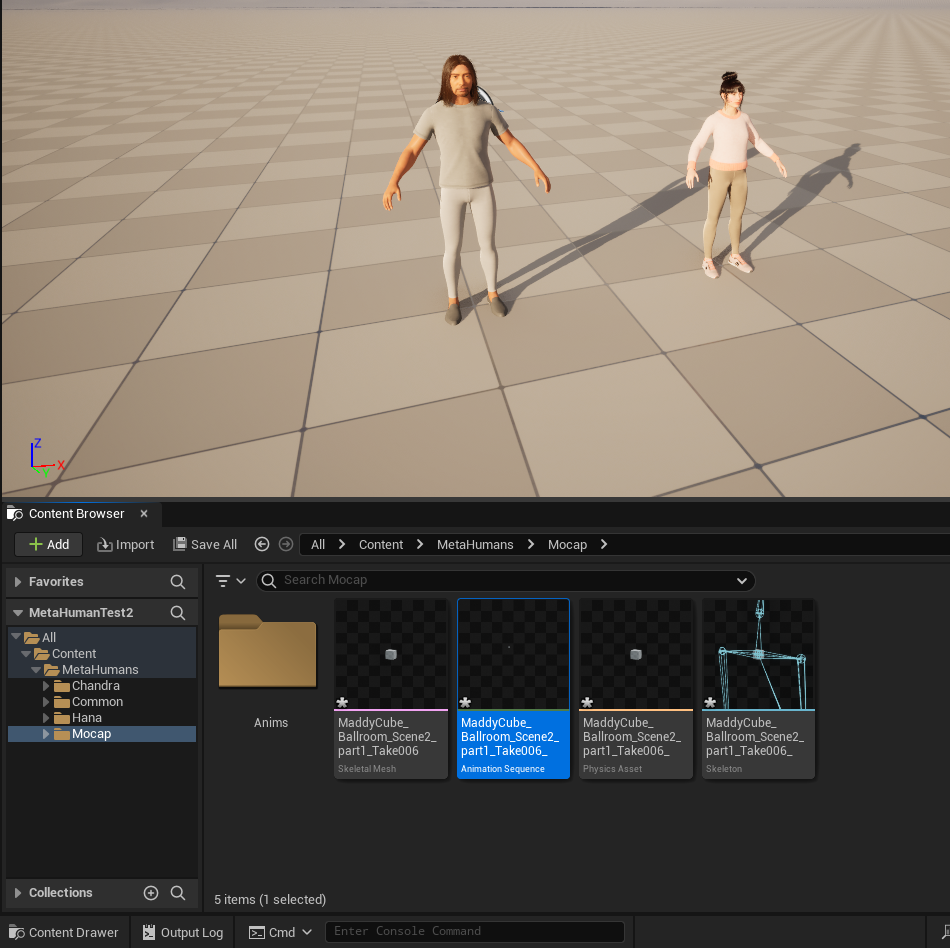 Z
X
Y
Content Browser
Add
Import
Save All
All
Content
MetaHumans
Mocap
Favorites
Search Mocap
MetaHumanTest2
All
Content
MetaHumans
Chandra
Common
Hana
Mocap
Anims
MaddyCube_
Ballroom_Scene2_
part1_Take006
Skeletal Mesh
MaddyCube_
Ballroom_Scene2_
part1_Take006_
Animation Sequence
MaddyCube_
Ballroom_Scene2_
part1_Take006_
Physics Asset
MaddyCube_
Ballroom_Scene2_
part1_Take006_
Skeleton
Collections
5 items (1 selected)
Content Drawer
Output Log
Cmd
Enter Console Command